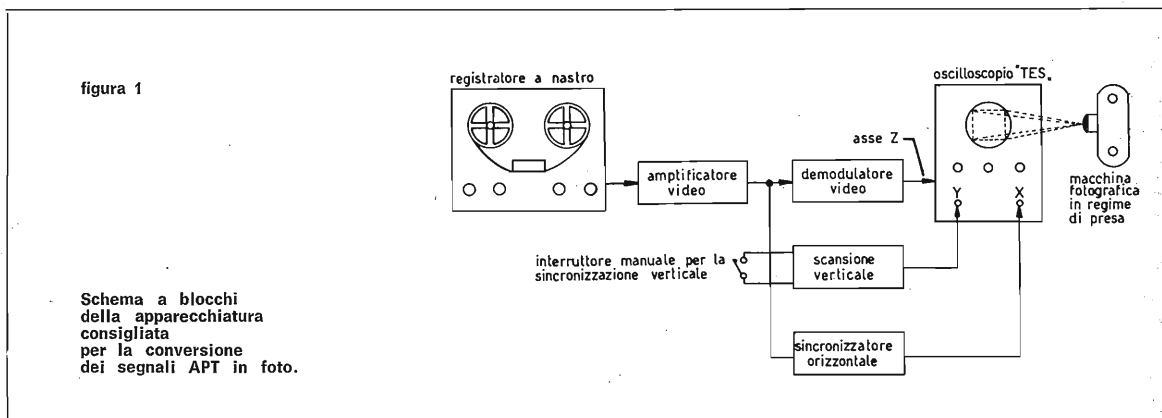 figura 1
registratore a nastro
oscilloscopio "TES„
asse Z
amplificatore
video
demodulatore
video
Y
X
macchina
fotografica
in regime
di presa
interruttore manuale per la
sincronizzazione verticale
scansione
verticale
sincronizzatore
orizzontale
Schema a blocchi
della apparecchiatura
consigliata
per la conversione
dei segnali APT in foto.